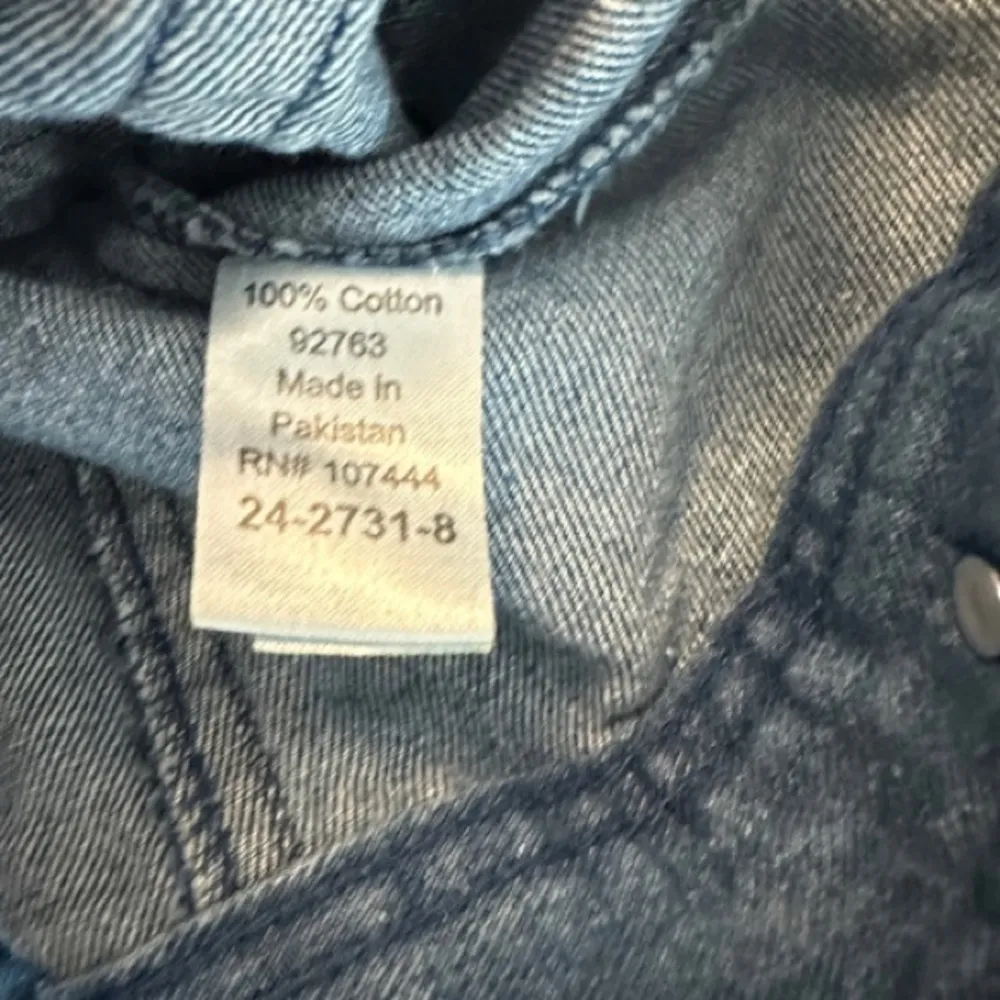 100% Cotton
92763
Made in
Pakistan
RN# 107444
24-2731-8